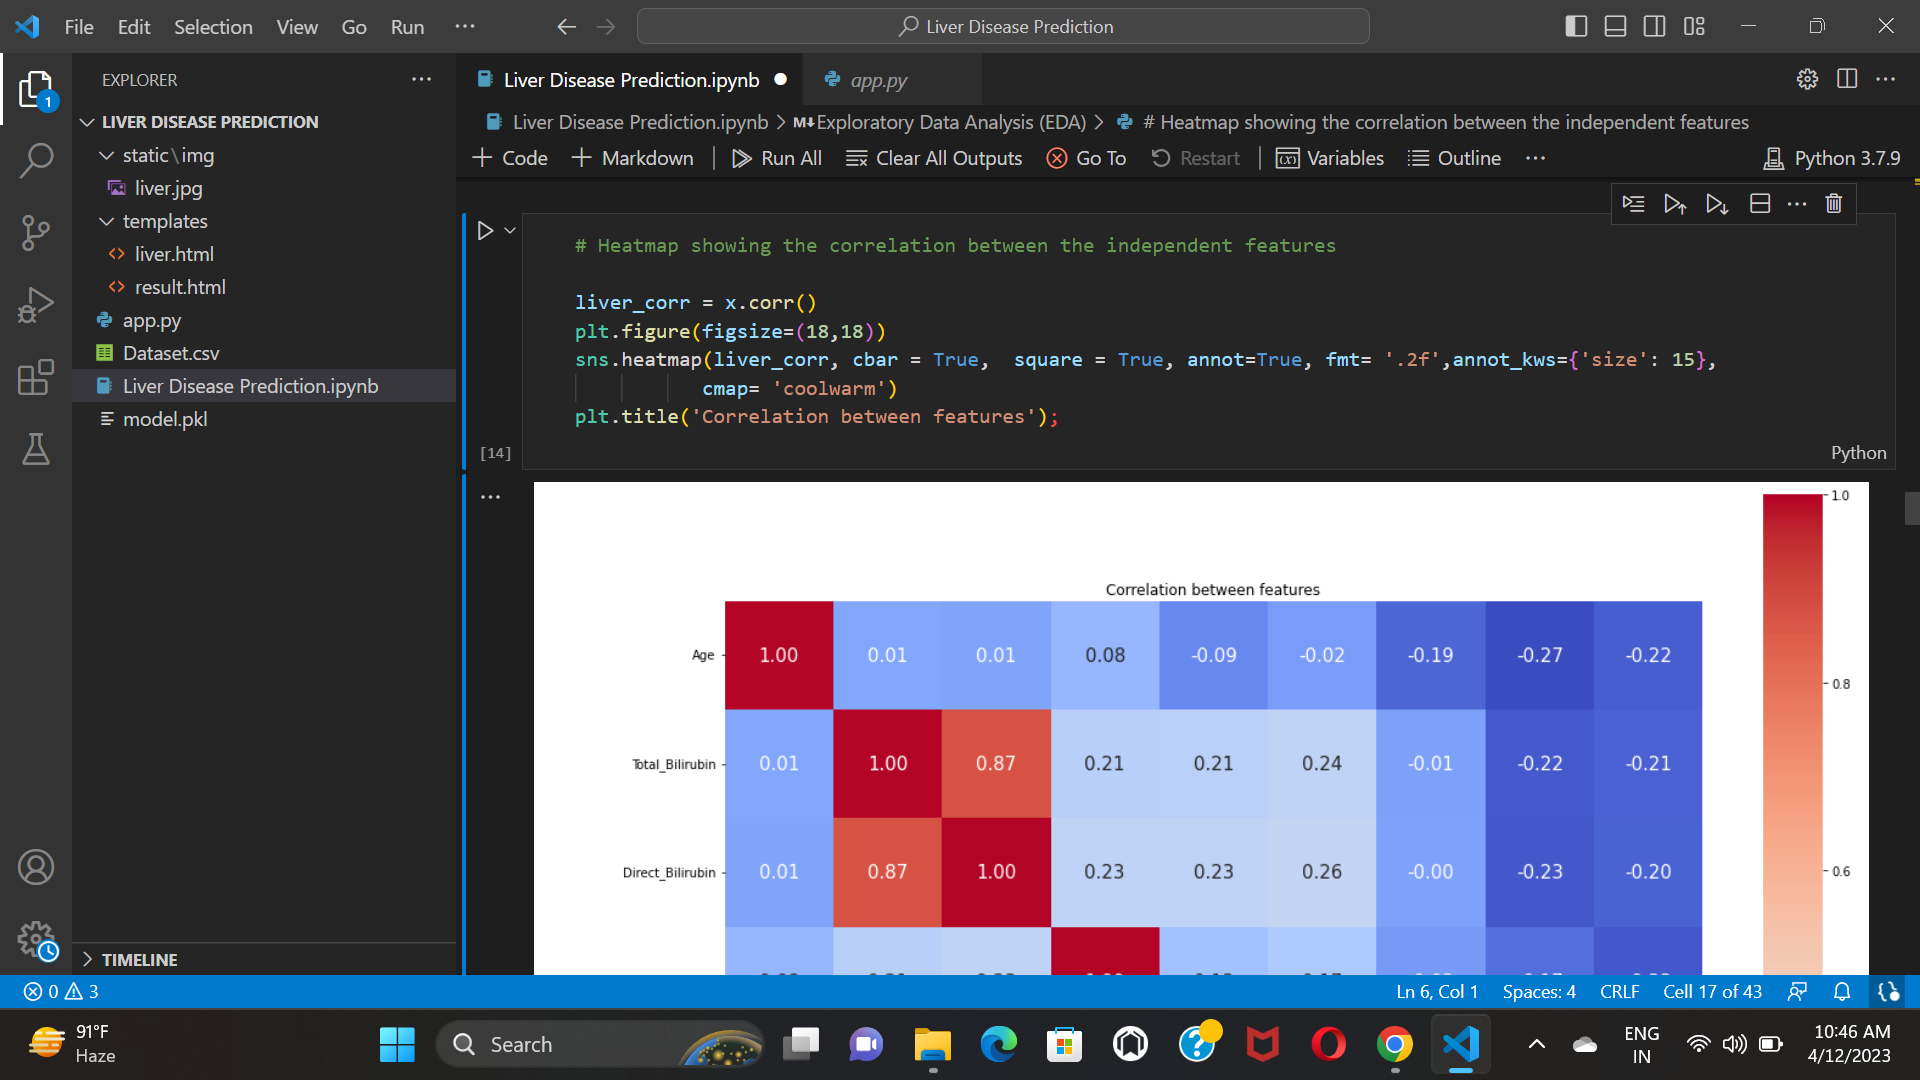 File Edit Selection View Go Run ···
Liver Disease Prediction
EXPLORER
Liver Disease Prediction.ipynb
app.py
1
LIVER DISEASE PREDICTION
Liver Disease Prediction.ipynb > M↓Exploratory Data Analysis (EDA) > # Heatmap showing the correlation between the independent features
static\img
+ Code + Markdown Run All Clear All Outputs Go To Restart Variables Outline ··· Python 3.7.9
liver.jpg
templates
liver.html
result.html
app.py
Dataset.csv
Liver Disease Prediction.ipynb
model.pkl
# Heatmap showing the correlation between the independent features
liver_corr = x.corr()
plt.figure(figsize=(18,18))
sns.heatmap(liver_corr, cbar = True,  square = True, annot=True, fmt= '.2f',annot_kws={'size': 15},
cmap= 'coolwarm')
plt.title('Correlation between features');
[14]
Python
1.0
Correlation between features
Age 1.00 0.01 0.01 0.08 -0.09 -0.02 -0.19 -0.27 -0.22
0.8
Total_Bilirubin 0.01 1.00 0.87 0.21 0.21 0.24 -0.01 -0.22 -0.21
Direct_Bilirubin 0.01 0.87 1.00 0.23 0.23 0.26 -0.00 -0.23 -0.20
0.6
TIMELINE
0 3
Ln 6, Col 1 Spaces: 4 CRLF Cell 17 of 43
91°F
Haze
Search
ENG
IN
10:46 AM
4/12/2023